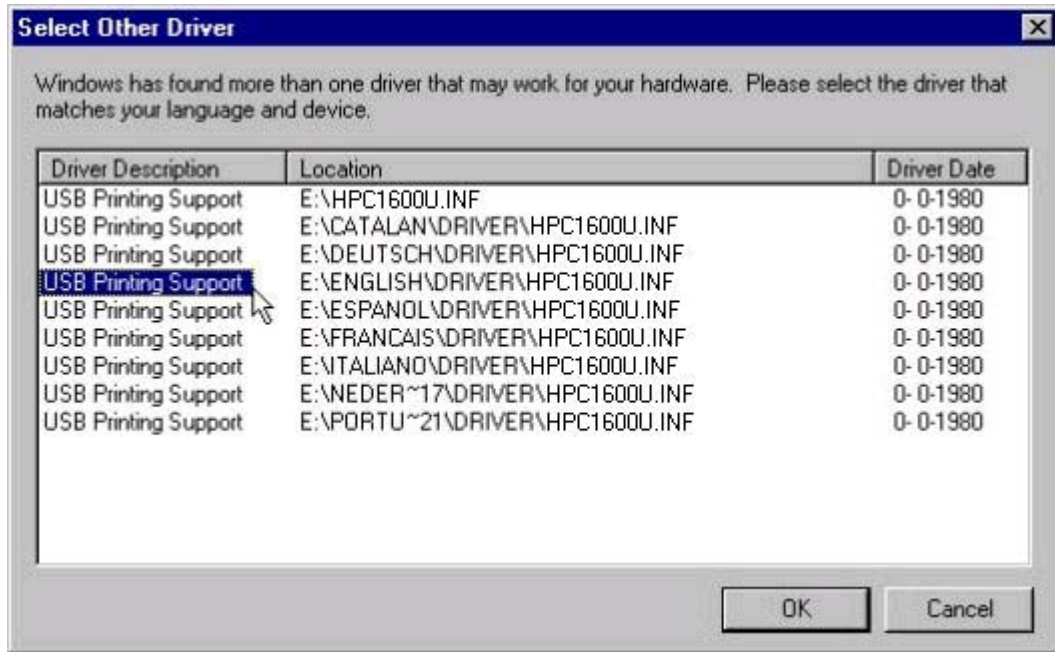 Select Other Driver
Windows has found more than one driver that may work for your hardware. Please select the driver that
matches your language and device.
Driver Description Location Driver Date
USB Printing Support E:\HPC1600U.INF 0- 0-1980
USB Printing Support E:\CATALAN\DRIVER\HPC1600U.INF 0- 0-1980
USB Printing Support E:\DEUTSCH\DRIVER\HPC1600U.INF 0- 0-1980
USB Printing Support E:\ENGLISH\DRIVER\HPC1600U.INF 0- 0-1980
USB Printing Support E:\ESPANOL\DRIVER\HPC1600U.INF 0- 0-1980
USB Printing Support E:\FRANCAIS\DRIVER\HPC1600U.INF 0- 0-1980
USB Printing Support E:\ITALIANO\DRIVER\HPC1600U.INF 0- 0-1980
USB Printing Support E:\NEDER~17\DRIVER\HPC1600U.INF 0- 0-1980
USB Printing Support E:\PORTU~21\DRIVER\HPC1600U.INF 0- 0-1980
OK Cancel